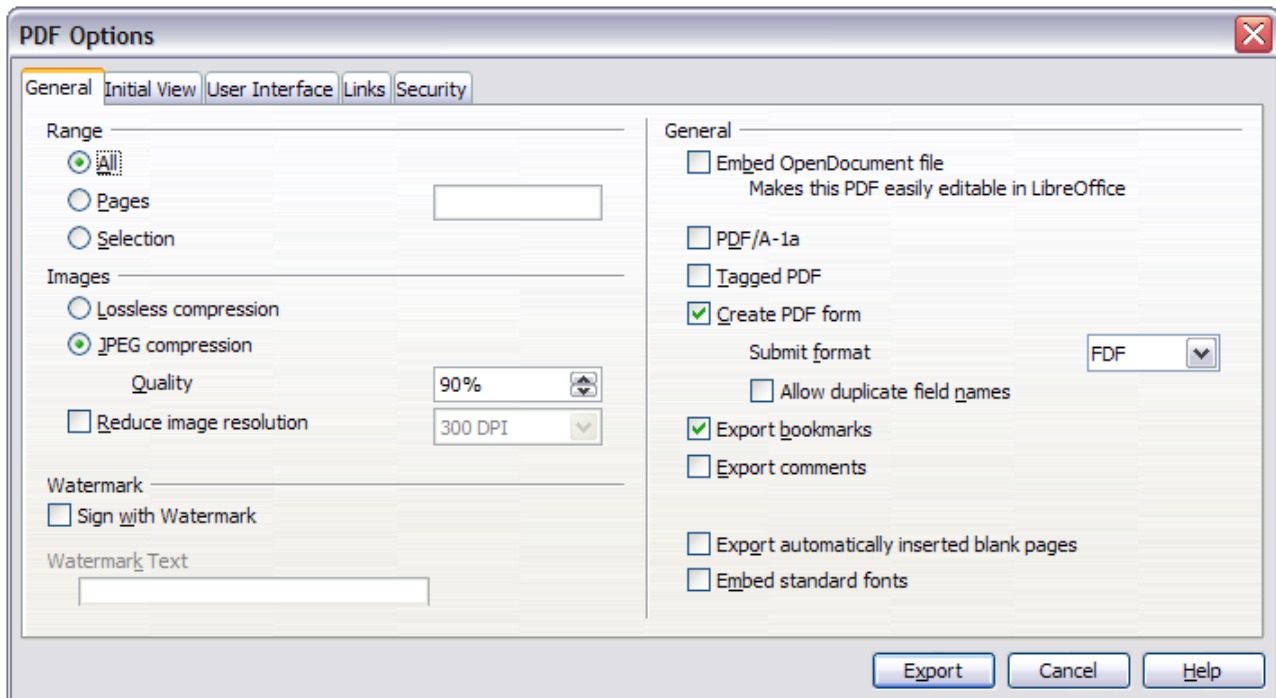 PDF Options
General Initial View User Interface Links Security
Range
All
Pages
Selection
Images
Lossless compression
JPEG compression
Quality 90%
Reduce image resolution 300 DPI
Watermark
Sign with Watermark
Watermark Text
General
Embed OpenDocument file
Makes this PDF easily editable in LibreOffice
PDF/A-1a
Tagged PDF
Create PDF form
Submit format FDF
Allow duplicate field names
Export bookmarks
Export comments
Export automatically inserted blank pages
Embed standard fonts
Export Cancel Help